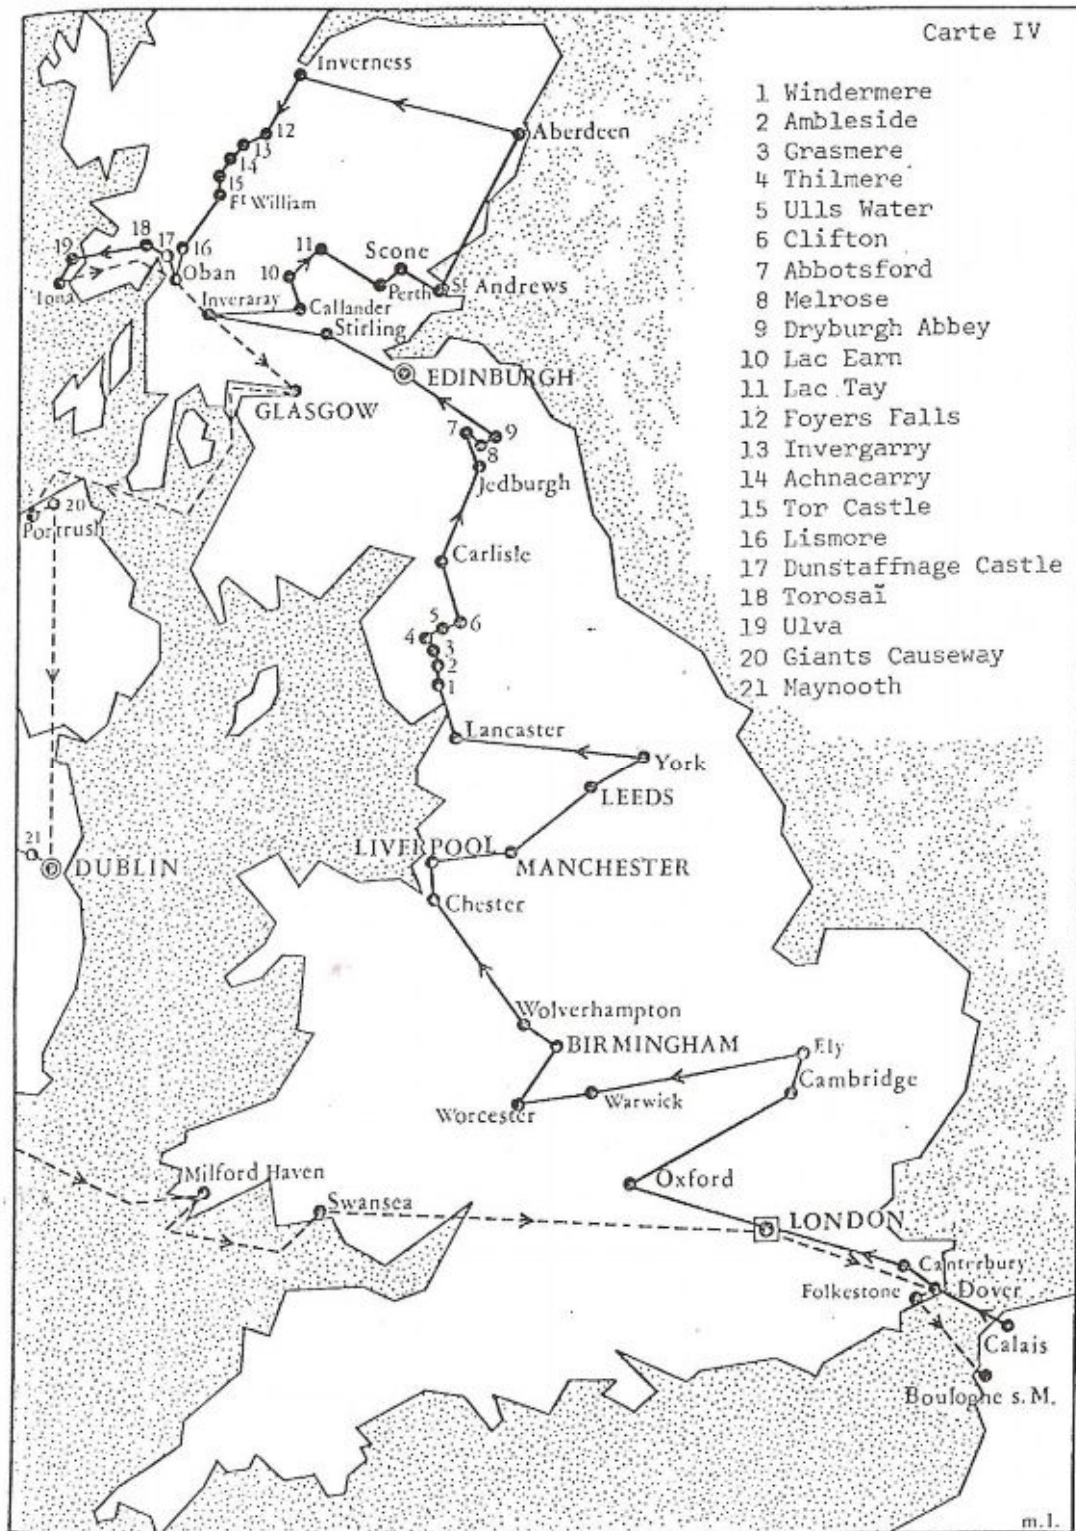 Carte IV
1 Windermere
2 Ambleside
3 Grasmere
4 Thilmere
5 Ulls Water
6 Clifton
7 Abbotsford
8 Melrose
9 Dryburgh Abbey
10 Lac Earn
11 Lac Tay
12 Foyers Falls
13 Invergarry
14 Achnacarry
15 Tor Castle
16 Lismore
17 Dunstaffnage Castle
18 Torosaï
19 Ulva
20 Giants Causeway
21 Maynooth
Inverness
Aberdeen
12
13
14
15
Ft William
18
17
16
19
11
Scone
10
Oban
Iona
Perth
St Andrews
Inveraray
Callander
Stirling
EDINBURGH
GLASGOW
7
9
8
Jedburgh
20
Portrush
Carlisle
5
6
4
3
2
1
Lancaster
York
LEEDS
LIVERPOOL
MANCHESTER
21
DUBLIN
Chester
Wolverhampton
BIRMINGHAM
Ely
Cambridge
Warwick
Worcester
Milford Haven
Oxford
Swansea
LONDON
Canterbury
Folkestone
Dover
Calais
Boulogne s.M.
m.l.